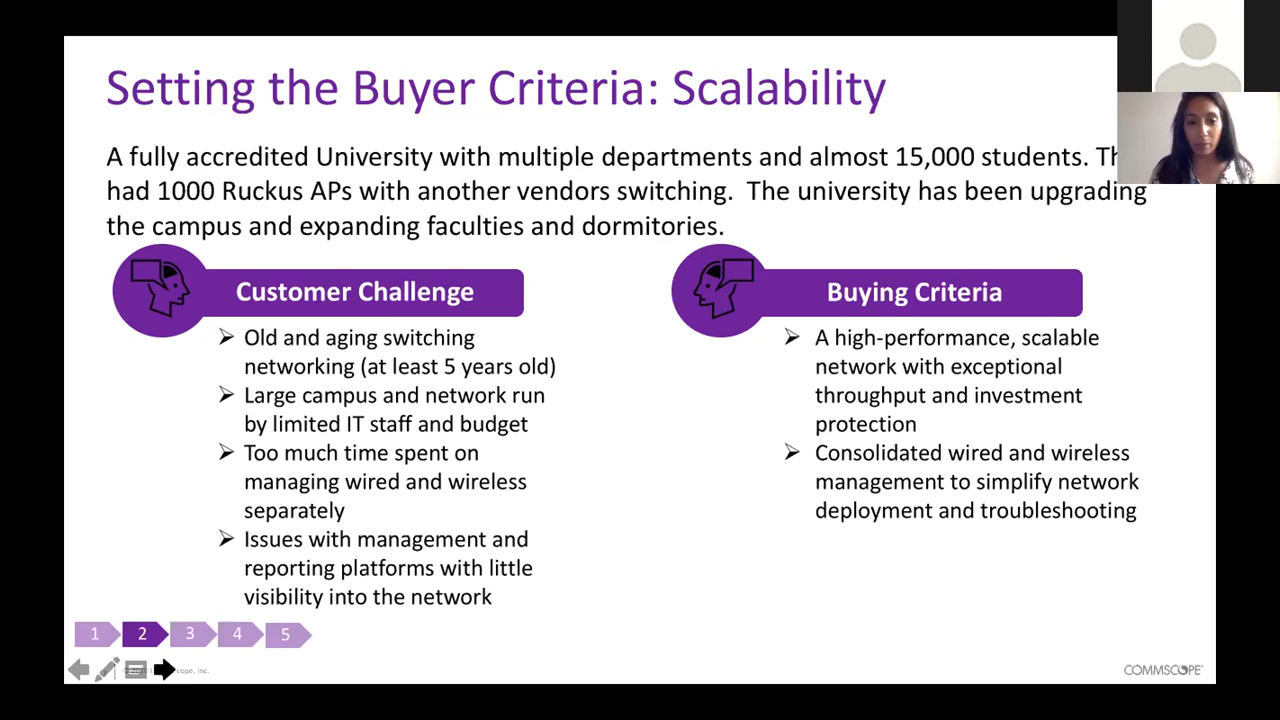 Setting the Buyer Criteria: Scalability
A fully accredited University with multiple departments and almost 15,000 students.
had 1000 Ruckus APs with another vendors switching. The university has been upgrading
the campus and expanding faculties and dormitories.
Customer Challenge
➢ Old and aging switching
networking (at least 5 years old)
➢ Large campus and network run
by limited IT staff and budget
➢ Too much time spent on
managing wired and wireless
separately
➢ Issues with management and
reporting platforms with little
visibility into the network
Buying Criteria
➢ A high-performance, scalable
network with exceptional
throughput and investment
protection
➢ Consolidated wired and wireless
management to simplify network
deployment and troubleshooting
1 2 3 4 5
COMMSCOPE®